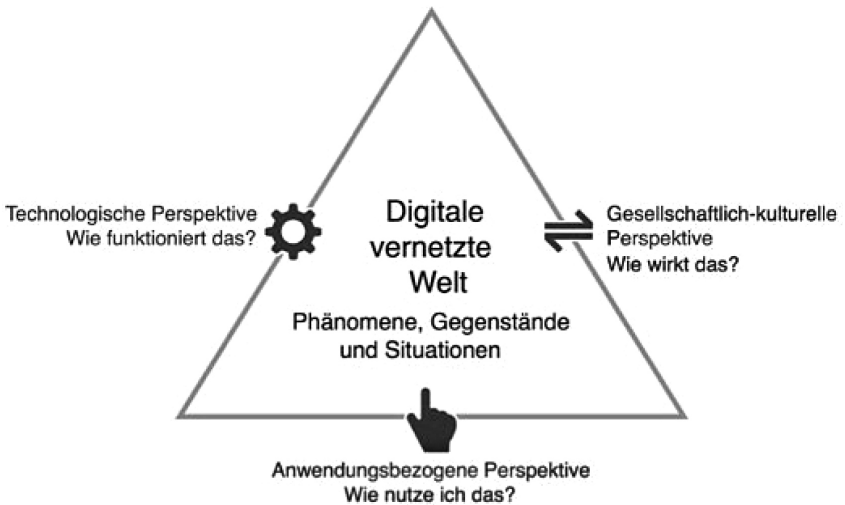 Technologische Perspektive
Wie funktioniert das?
Digitale
vernetzte
Welt
Phänomene, Gegenstände
und Situationen
Gesellschaftlich-kulturelle
Perspektive
Wie wirkt das?
Anwendungsbezogene Perspektive
Wie nutze ich das?